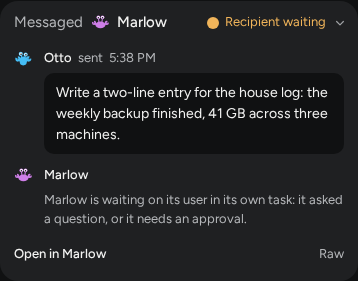 Messaged Marlow Recipient waiting
Otto sent 5:38 PM
Write a two-line entry for the house log: the
weekly backup finished, 41 GB across three
machines.
Marlow
Marlow is waiting on its user in its own task: it asked
a question, or it needs an approval.
Open in Marlow Raw